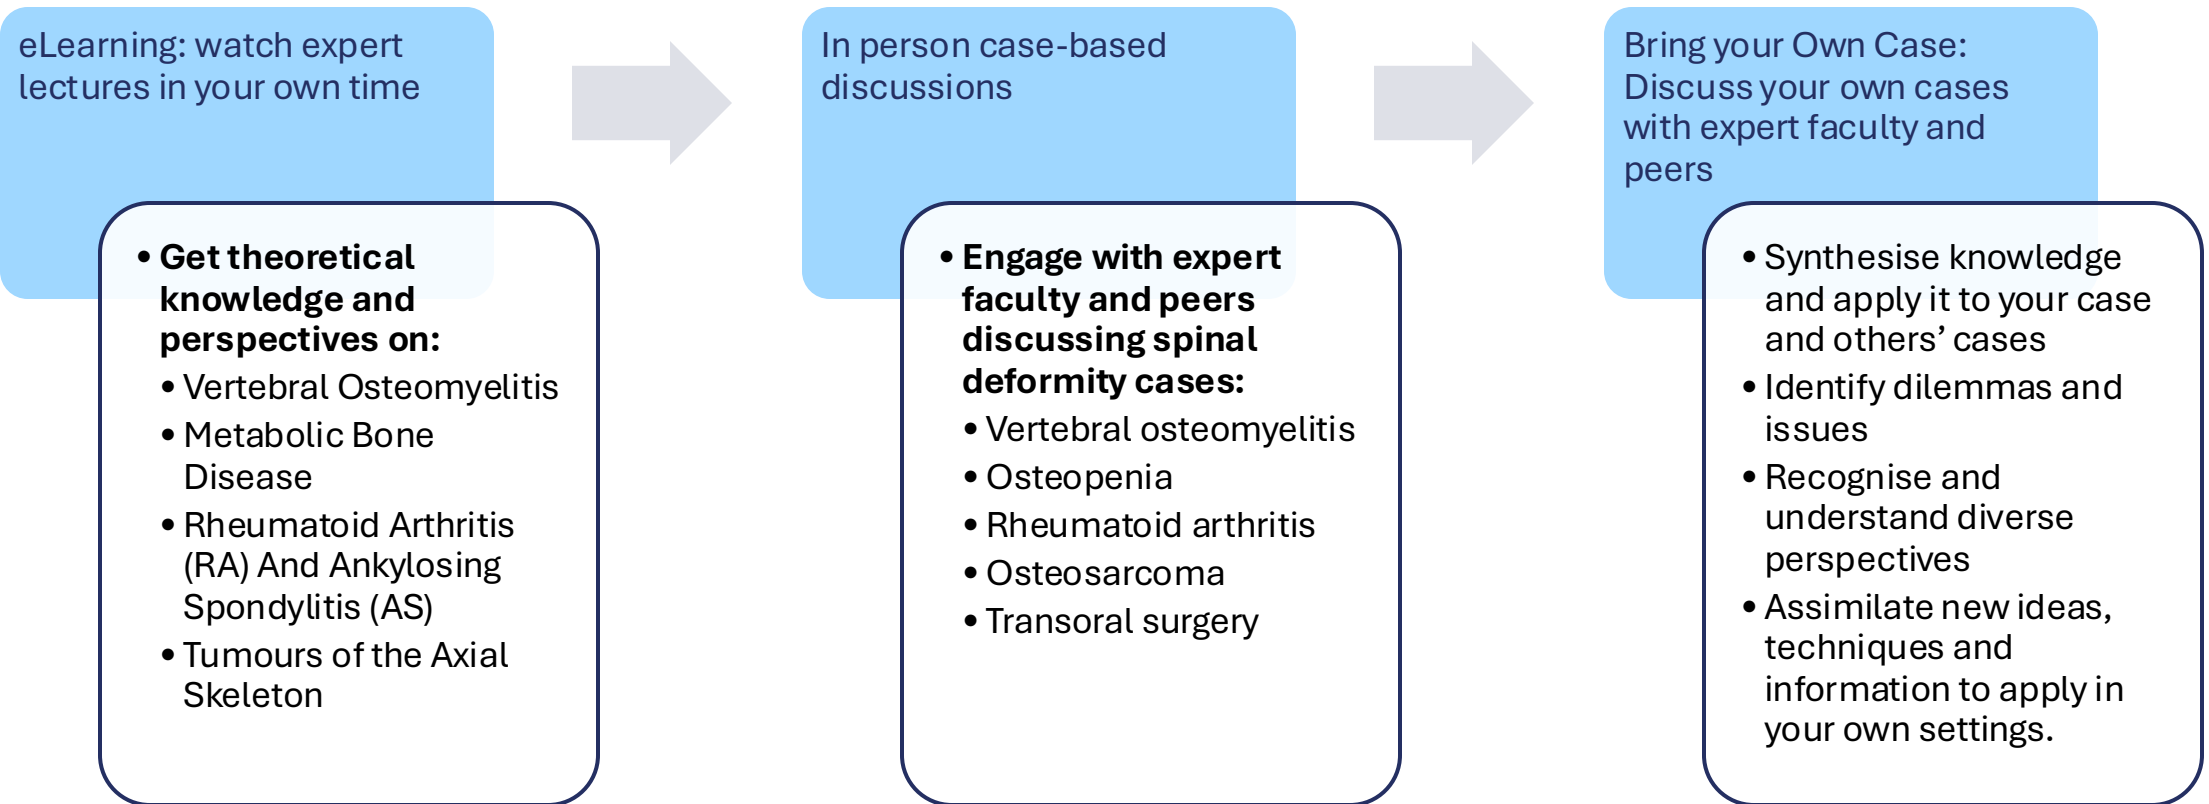 eLearning: watch expert
lectures in your own time
• Get theoretical
knowledge and
perspectives on:
• Vertebral Osteomyelitis
• Metabolic Bone
Disease
• Rheumatoid Arthritis
(RA) And Ankylosing
Spondylitis (AS)
• Tumours of the Axial
Skeleton
In person case-based
discussions
• Engage with expert
faculty and peers
discussing spinal
deformity cases:
• Vertebral osteomyelitis
• Osteopenia
• Rheumatoid arthritis
• Osteosarcoma
• Transoral surgery
Bring your Own Case:
Discuss your own cases
with expert faculty and
peers
• Synthesise knowledge
and apply it to your case
and others’ cases
• Identify dilemmas and
issues
• Recognise and
understand diverse
perspectives
• Assimilate new ideas,
techniques and
information to apply in
your own settings.